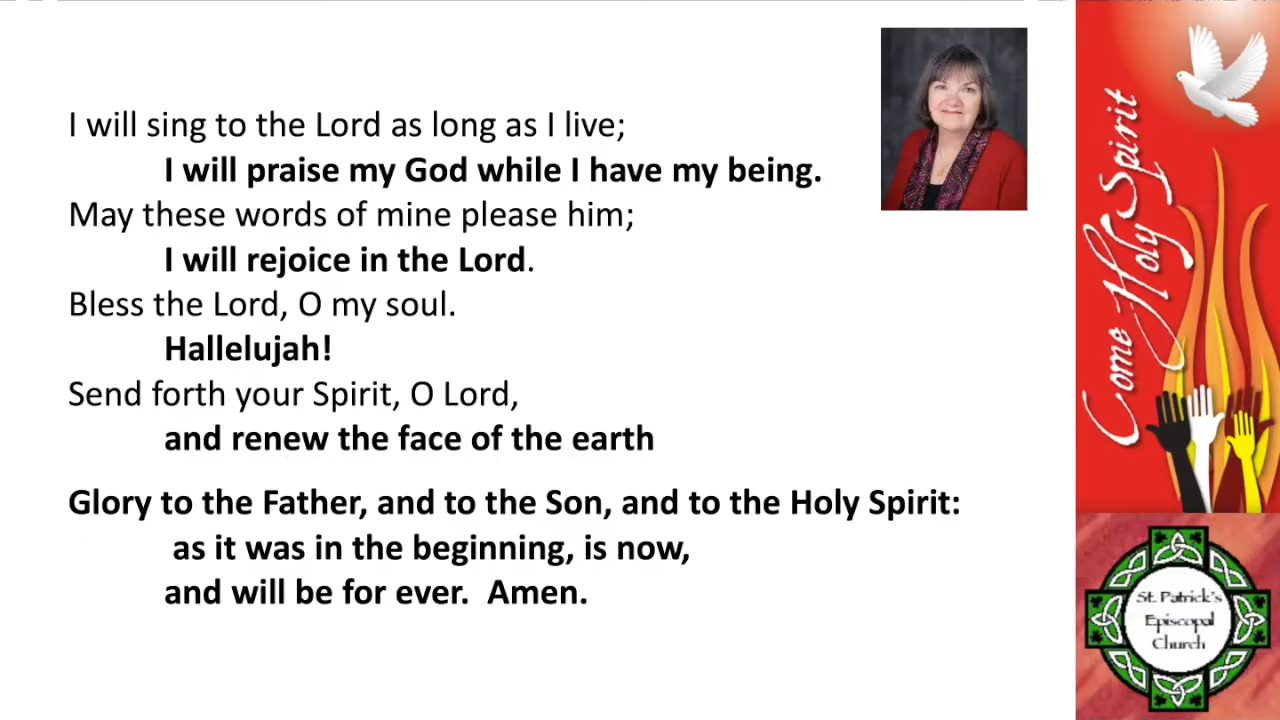 I will sing to the Lord as long as I live;
I will praise my God while I have my being.
May these words of mine please him;
I will rejoice in the Lord.
Bless the Lord, O my soul.
Hallelujah!
Send forth your Spirit, O Lord,
and renew the face of the earth
Glory to the Father, and to the Son, and to the Holy Spirit:
as it was in the beginning, is now,
and will be for ever.  Amen.
Come Holy Spirit
St. Patrick's
Episcopal
Church